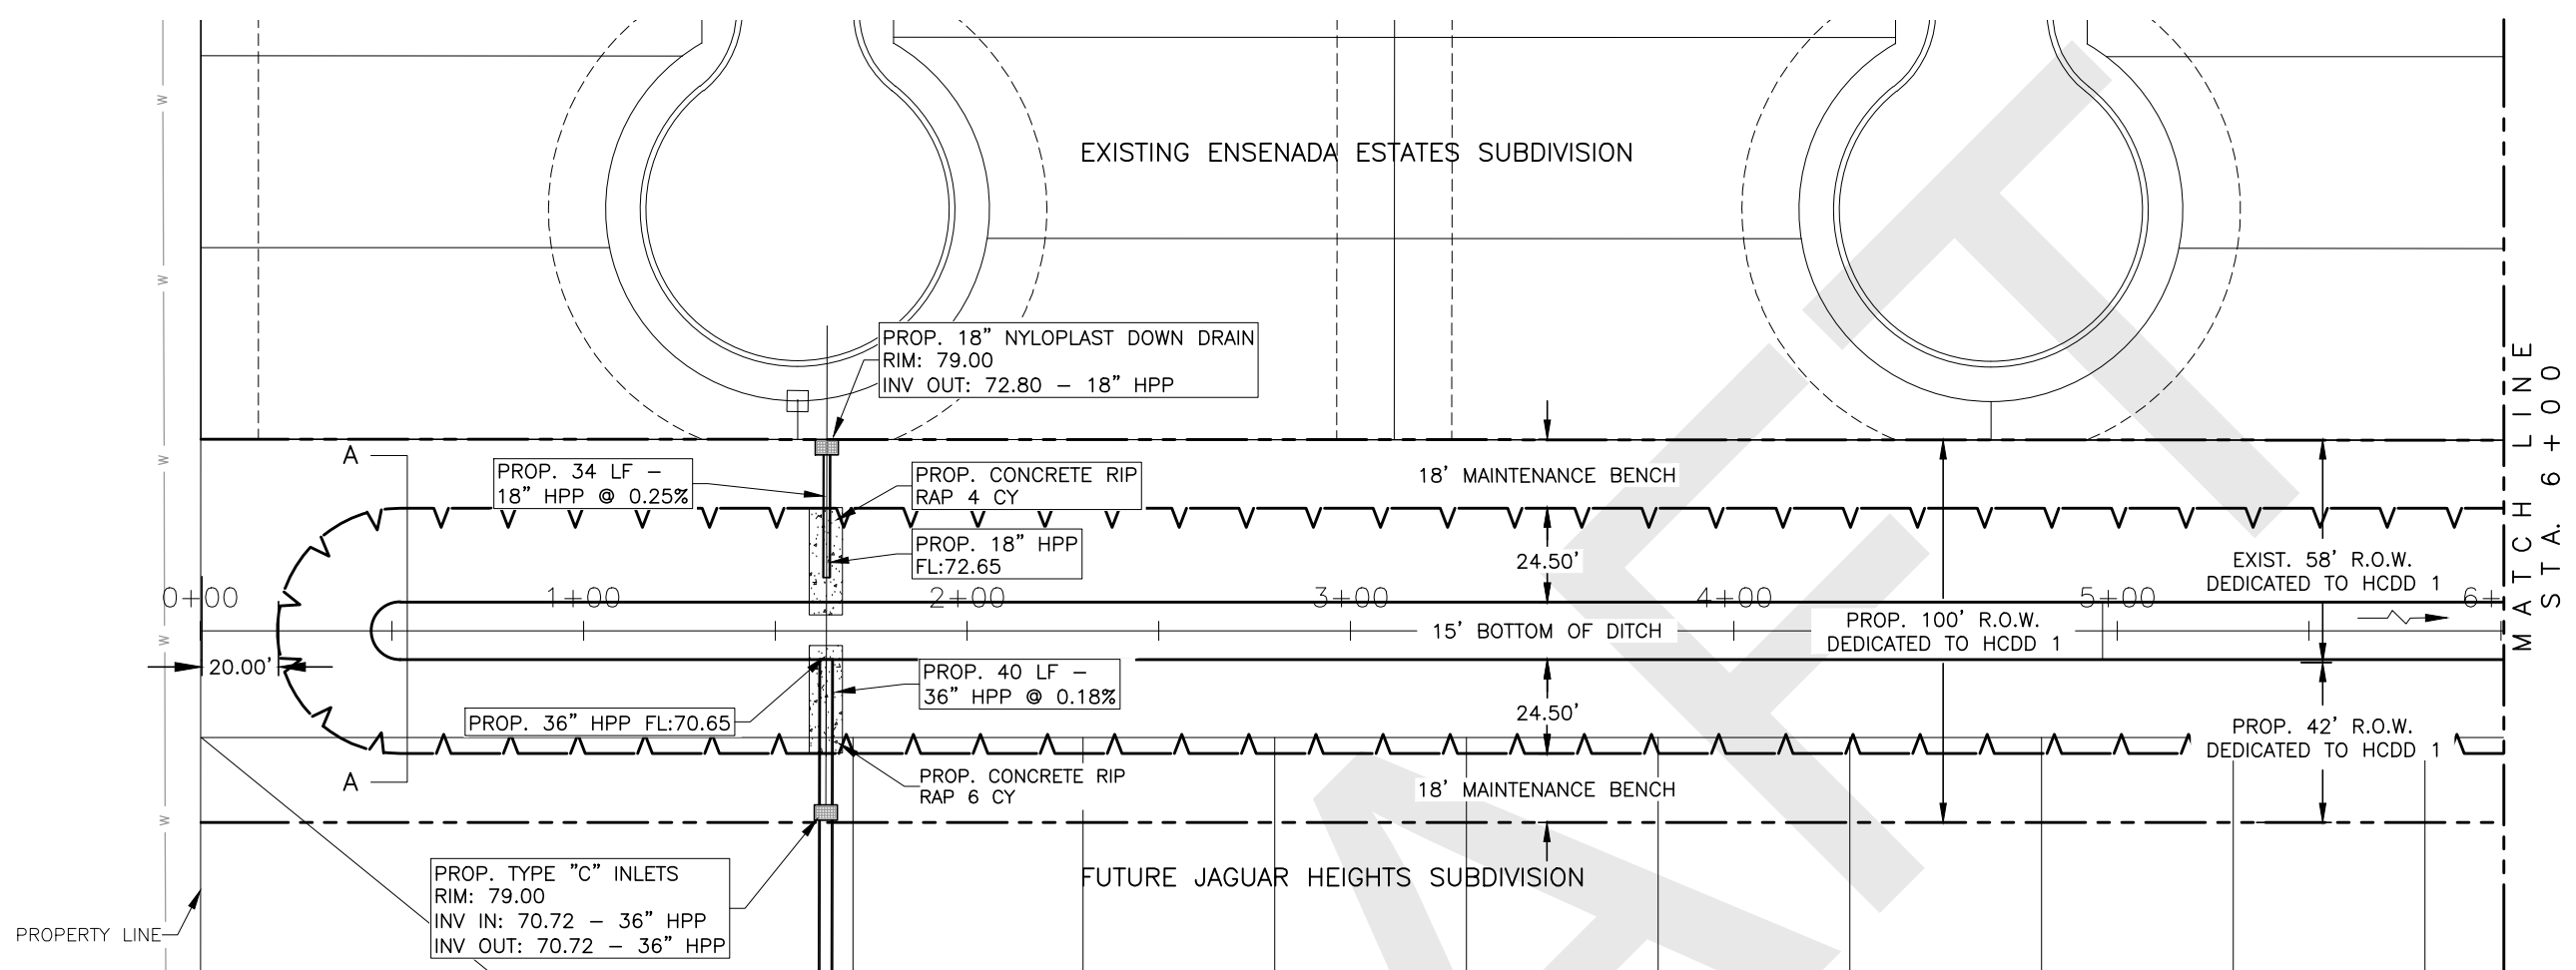 W
W
W
W
W
W
EXISTING ENSENADA ESTATES SUBDIVISION
PROP. 18" NYLOPLAST DOWN DRAIN
RIM: 79.00
INV OUT: 72.80 – 18" HPP
MATCH LINE
STA. 6+00
A
PROP. 34 LF –
18" HPP @ 0.25%
PROP. CONCRETE RIP
RAP 4 CY
18' MAINTENANCE BENCH
PROP. 18" HPP
FL:72.65
24.50'
EXIST. 58' R.O.W.
DEDICATED TO HCDD 1
0+00
1+00
2+00
3+00
4+00
5+00
6+
15' BOTTOM OF DITCH
PROP. 100' R.O.W.
DEDICATED TO HCDD 1
20.00'
PROP. 40 LF –
36" HPP @ 0.18%
PROP. 36" HPP FL:70.65
24.50'
PROP. 42' R.O.W.
DEDICATED TO HCDD 1
A
PROP. CONCRETE RIP
RAP 6 CY
18' MAINTENANCE BENCH
PROP. TYPE "C" INLETS
RIM: 79.00
INV IN: 70.72 – 36" HPP
INV OUT: 70.72 – 36" HPP
FUTURE JAGUAR HEIGHTS SUBDIVISION
PROPERTY LINE
AFT